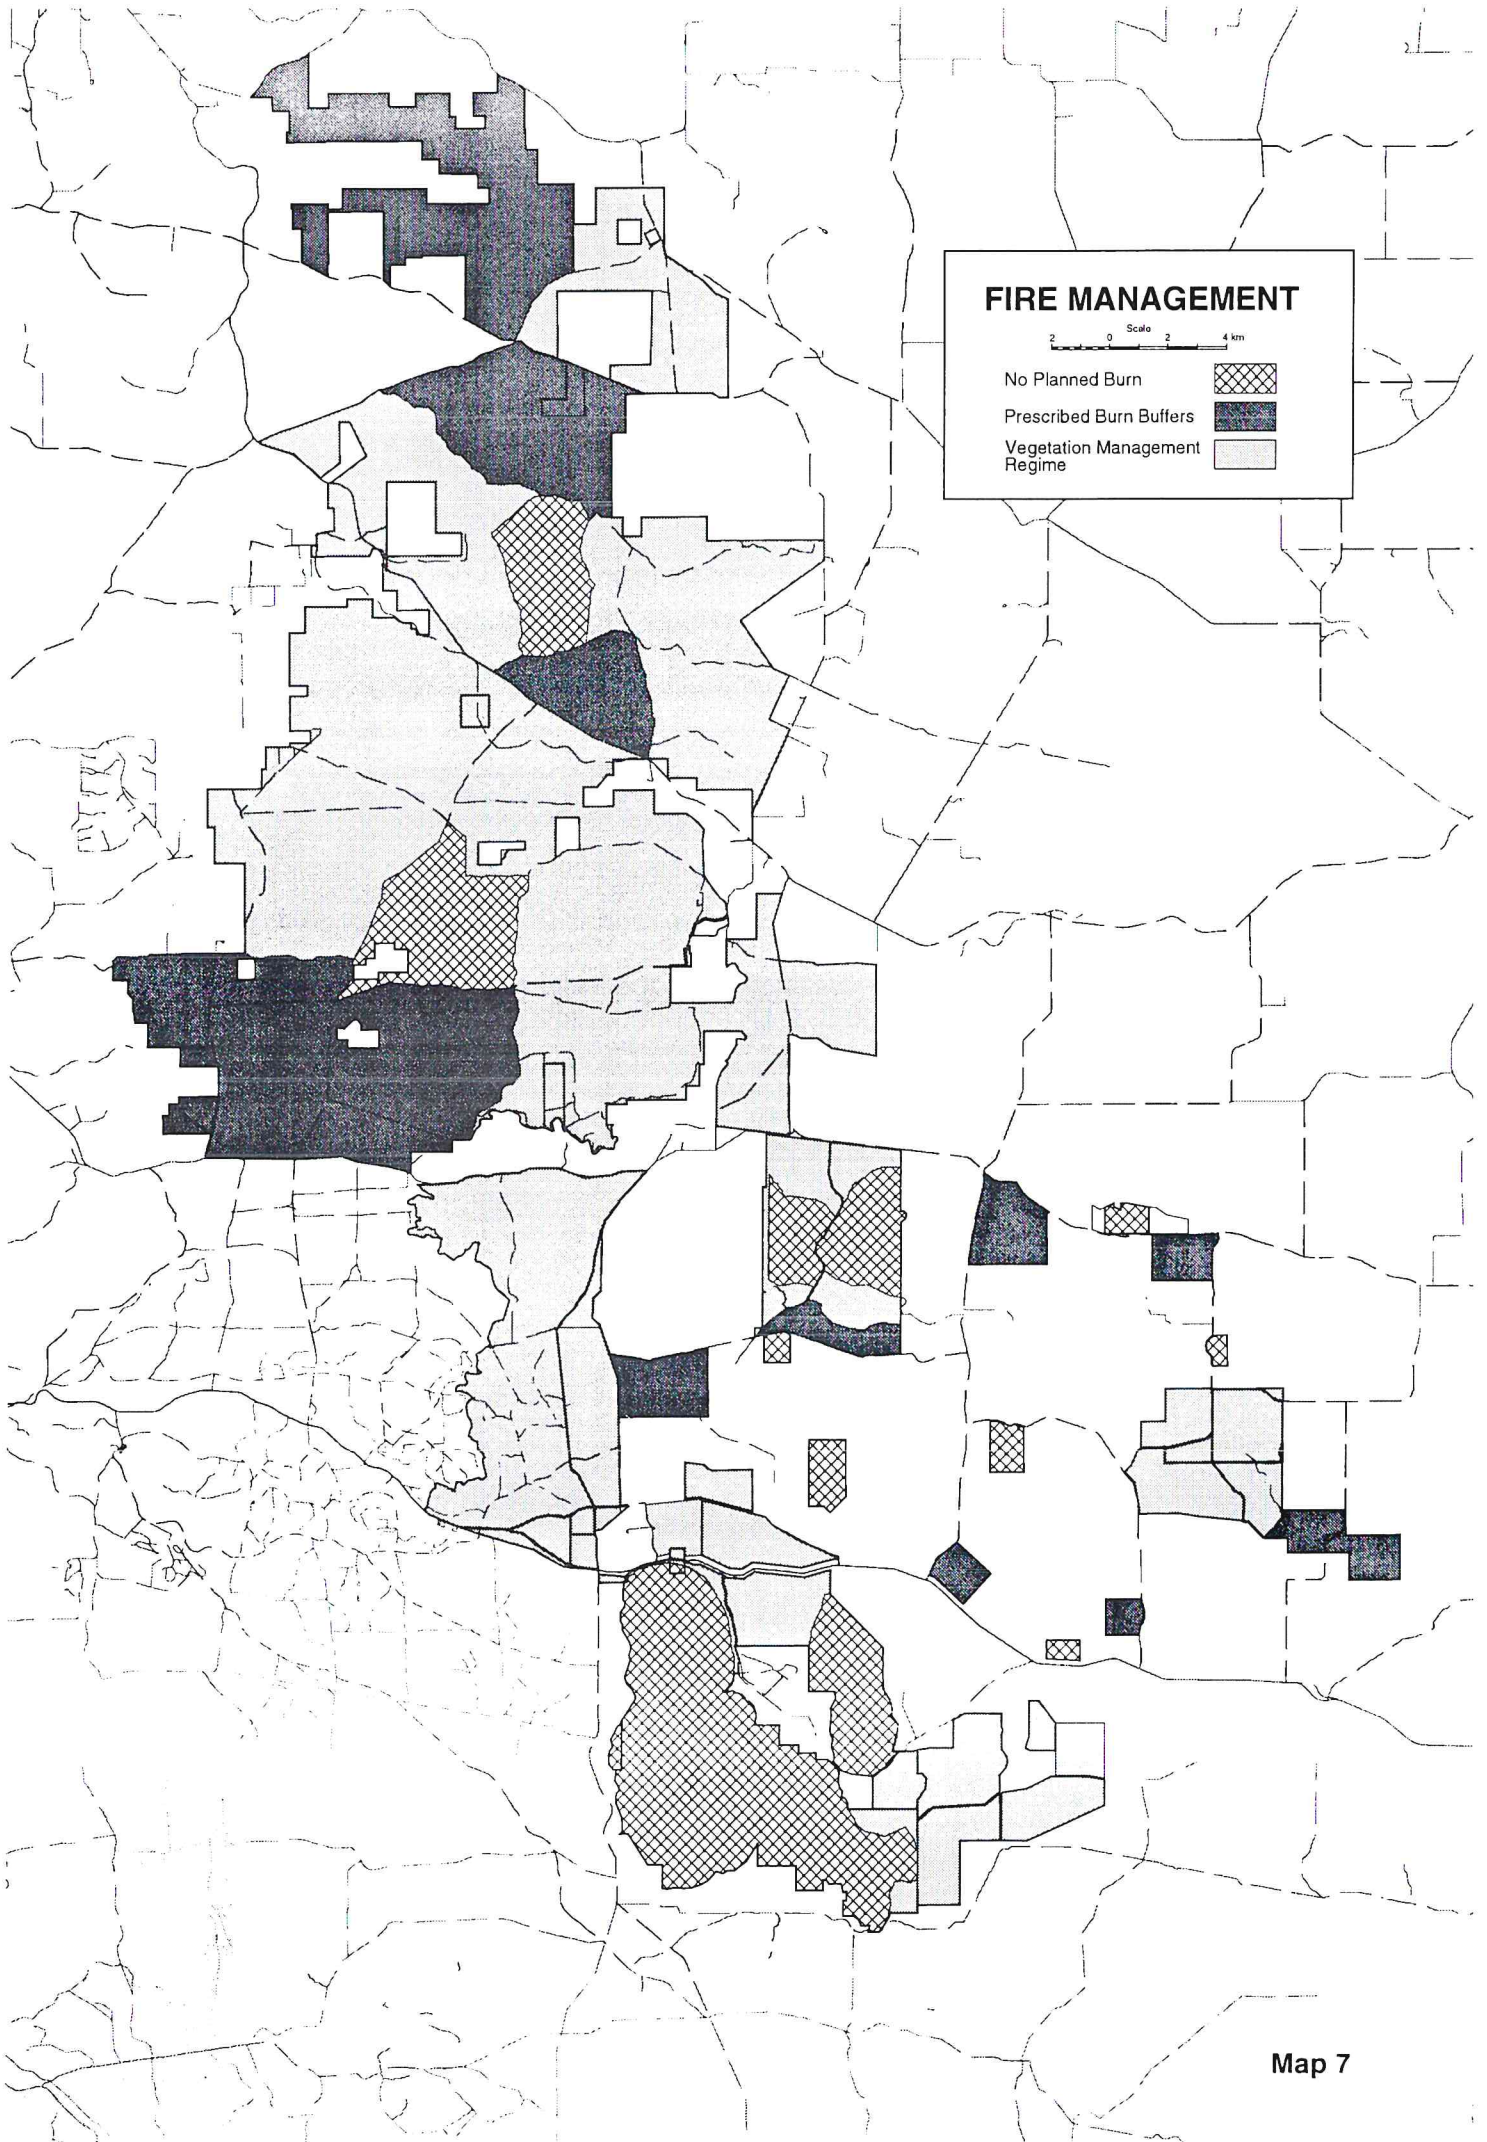 FIRE MANAGEMENT
Scale
2 0 2 4 km
No Planned Burn
Prescribed Burn Buffers
Vegetation Management
Regime
Map 7